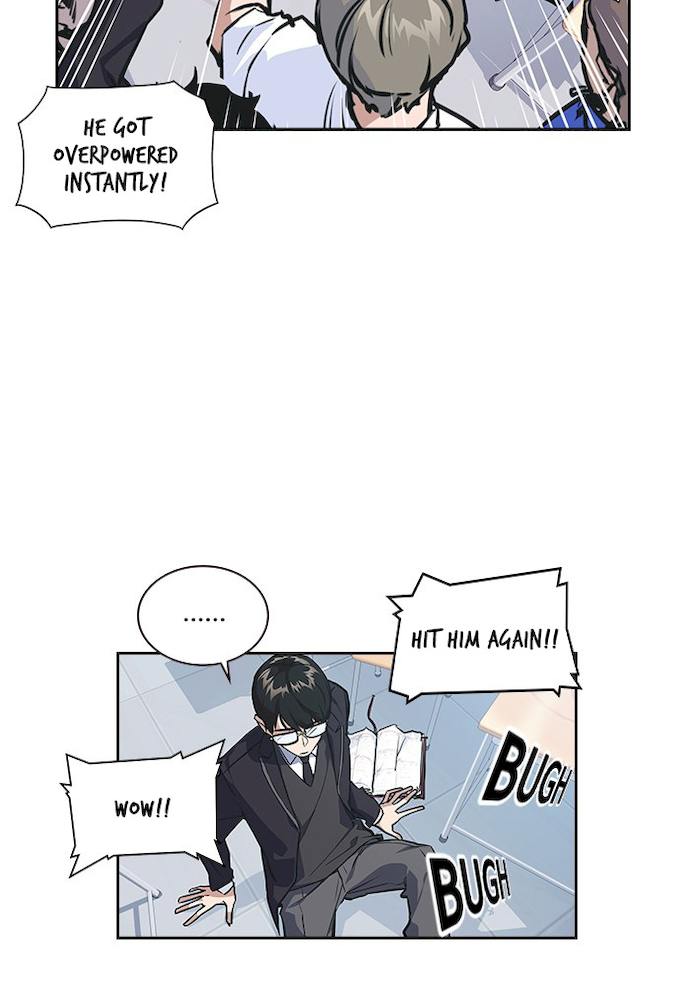 HE GOT
OVERPOWERED
INSTANTLY!
......
HIT HIM AGAIN!!
WOW!!
BUGH
BUGH